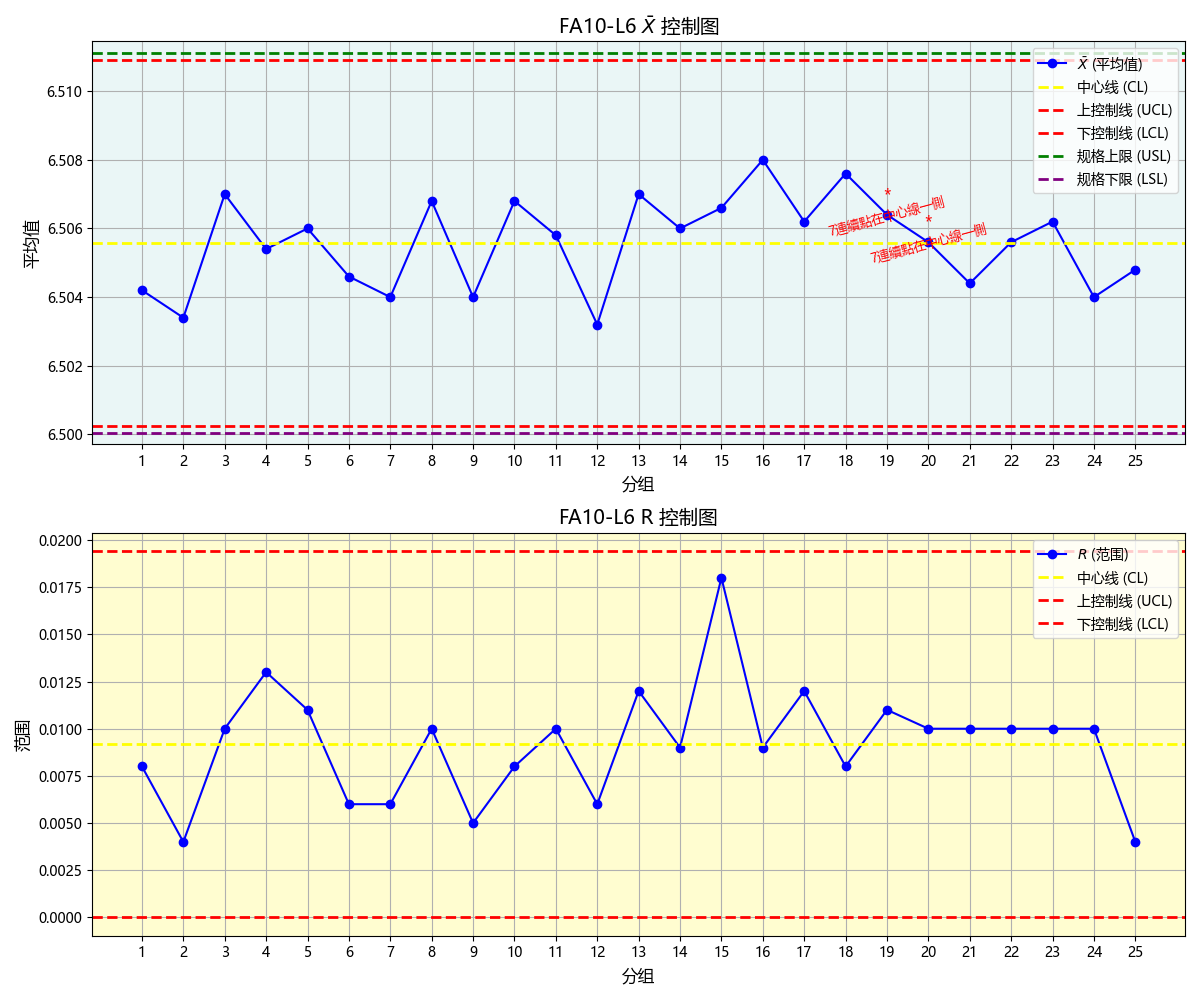 FA10-L6 X̄ 控制图
平均值
6.510
6.508
6.506
6.504
6.502
6.500
X̄ (平均值)
中心线 (CL)
上控制线 (UCL)
下控制线 (LCL)
规格上限 (USL)
规格下限 (LSL)
*
7連續點在中心線一側
*
7連續點在中心線一側
1 2 3 4 5 6 7 8 9 10 11 12 13 14 15 16 17 18 19 20 21 22 23 24 25
分组
FA10-L6 R 控制图
范围
0.0200
0.0175
0.0150
0.0125
0.0100
0.0075
0.0050
0.0025
0.0000
R (范围)
中心线 (CL)
上控制线 (UCL)
下控制线 (LCL)
1 2 3 4 5 6 7 8 9 10 11 12 13 14 15 16 17 18 19 20 21 22 23 24 25
分组